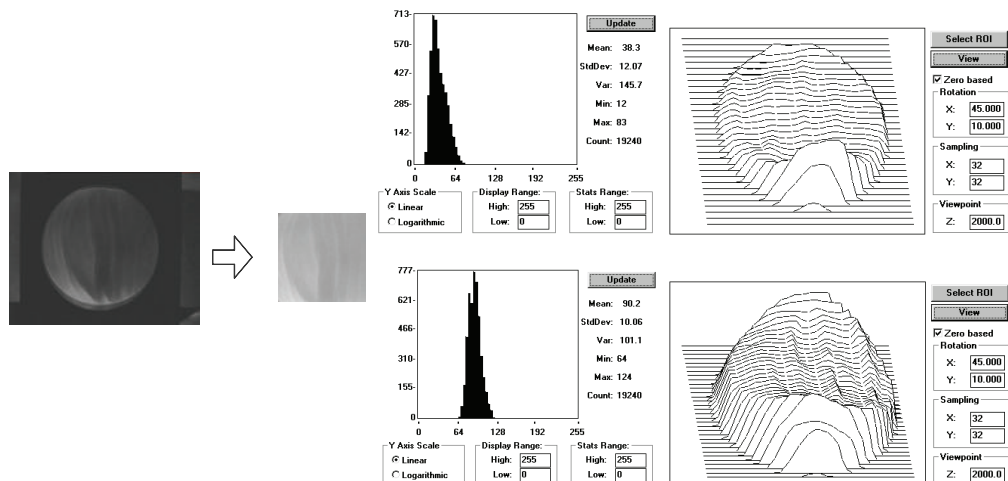 713-
570-
427-
285-
142-
0
0 64 128 192 255
Update
Mean: 38.3
StdDev: 12.07
Var: 145.7
Min: 12
Max: 83
Count: 19240
Y Axis Scale
Linear
Logarithmic
Display Range:
High: 255
Low: 0
Stats Range:
High: 255
Low: 0
Select ROI
View
Zero based
Rotation
X: 45.000
Y: 10.000
Sampling
X: 32
Y: 32
Viewpoint
Z: 2000.0
777-
621-
466-
310-
155-
0
0 64 128 192 255
Update
Mean: 90.2
StdDev: 10.06
Var: 101.1
Min: 64
Max: 124
Count: 19240
Y Axis Scale
Linear
Logarithmic
Display Range:
High: 255
Low: 0
Stats Range:
High: 255
Low: 0
Select ROI
View
Zero based
Rotation
X: 45.000
Y: 10.000
Sampling
X: 32
Y: 32
Viewpoint
Z: 2000.0